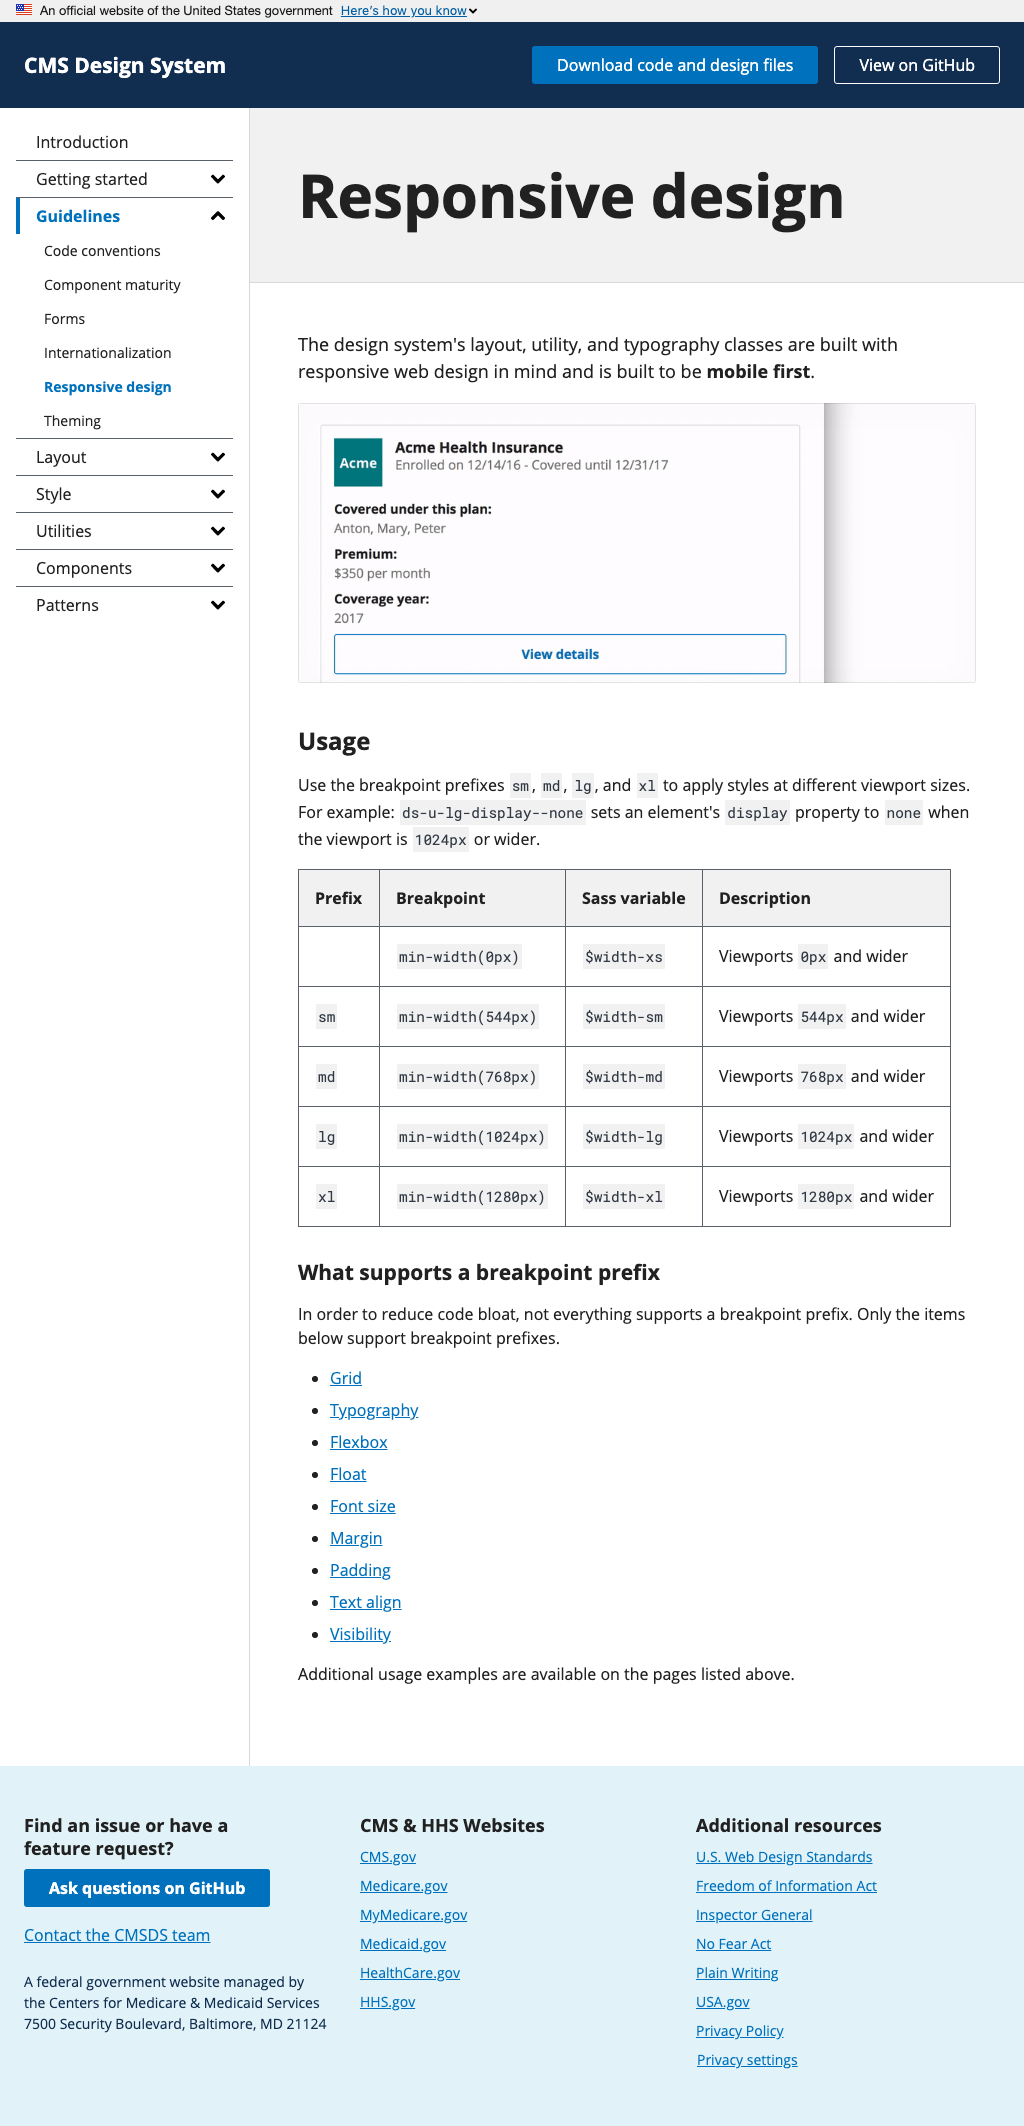 An official website of the United States government Here's how you know
CMS Design System
Download code and design files
View on GitHub
Introduction
Getting started
Guidelines
Code conventions
Component maturity
Forms
Internationalization
Responsive design
Theming
Layout
Style
Utilities
Components
Patterns
Responsive design
The design system's layout, utility, and typography classes are built with
responsive web design in mind and is built to be mobile first.
Acme
Acme Health Insurance
Enrolled on 12/14/16 - Covered until 12/31/17
Covered under this plan:
Anton, Mary, Peter
Premium:
$350 per month
Coverage year:
2017
View details
Usage
Use the breakpoint prefixes sm, md, lg, and xl to apply styles at different viewport sizes.
For example: ds-u-lg-display--none sets an element's display property to none when
the viewport is 1024px or wider.
Prefix Breakpoint Sass variable Description
min-width(0px) $width-xs Viewports 0px and wider
sm min-width(544px) $width-sm Viewports 544px and wider
md min-width(768px) $width-md Viewports 768px and wider
lg min-width(1024px) $width-lg Viewports 1024px and wider
xl min-width(1280px) $width-xl Viewports 1280px and wider
What supports a breakpoint prefix
In order to reduce code bloat, not everything supports a breakpoint prefix. Only the items
below support breakpoint prefixes.
Grid
Typography
Flexbox
Float
Font size
Margin
Padding
Text align
Visibility
Additional usage examples are available on the pages listed above.
Find an issue or have a
feature request?
Ask questions on GitHub
Contact the CMSDS team
A federal government website managed by
the Centers for Medicare & Medicaid Services
7500 Security Boulevard, Baltimore, MD 21124
CMS & HHS Websites
CMS.gov
Medicare.gov
MyMedicare.gov
Medicaid.gov
HealthCare.gov
HHS.gov
Additional resources
U.S. Web Design Standards
Freedom of Information Act
Inspector General
No Fear Act
Plain Writing
USA.gov
Privacy Policy
Privacy settings